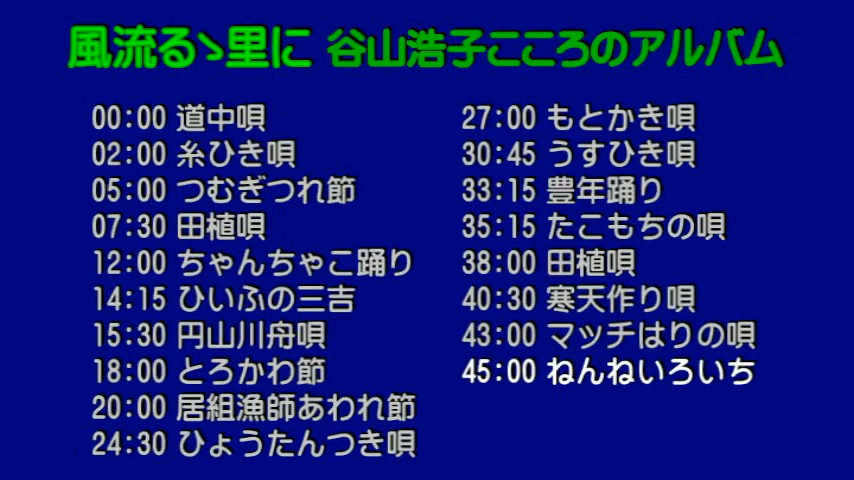 風流るゝ里に 谷山浩子こころのアルバム
00:00 道中唄
02:00 糸ひき唄
05:00 つむぎつれ節
07:30 田植唄
12:00 ちゃんちゃこ踊り
14:15 ひいふの三吉
15:30 円山川舟唄
18:00 とろかわ節
20:00 居組漁師あわれ節
24:30 ひょうたんつき唄
27:00 もとかき唄
30:45 うすひき唄
33:15 豊年踊り
35:15 たこもちの唄
38:00 田植唄
40:30 寒天作り唄
43:00 マッチはりの唄
45:00 ねんねいろいち